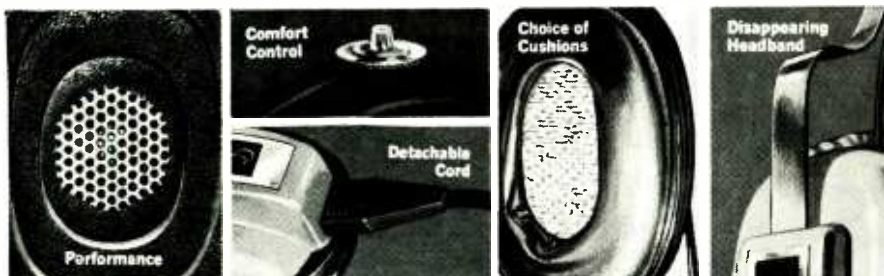 Performance
Comfort
Control
Detachable
Cord
Choice of
Cushions
Disappearing
Headband